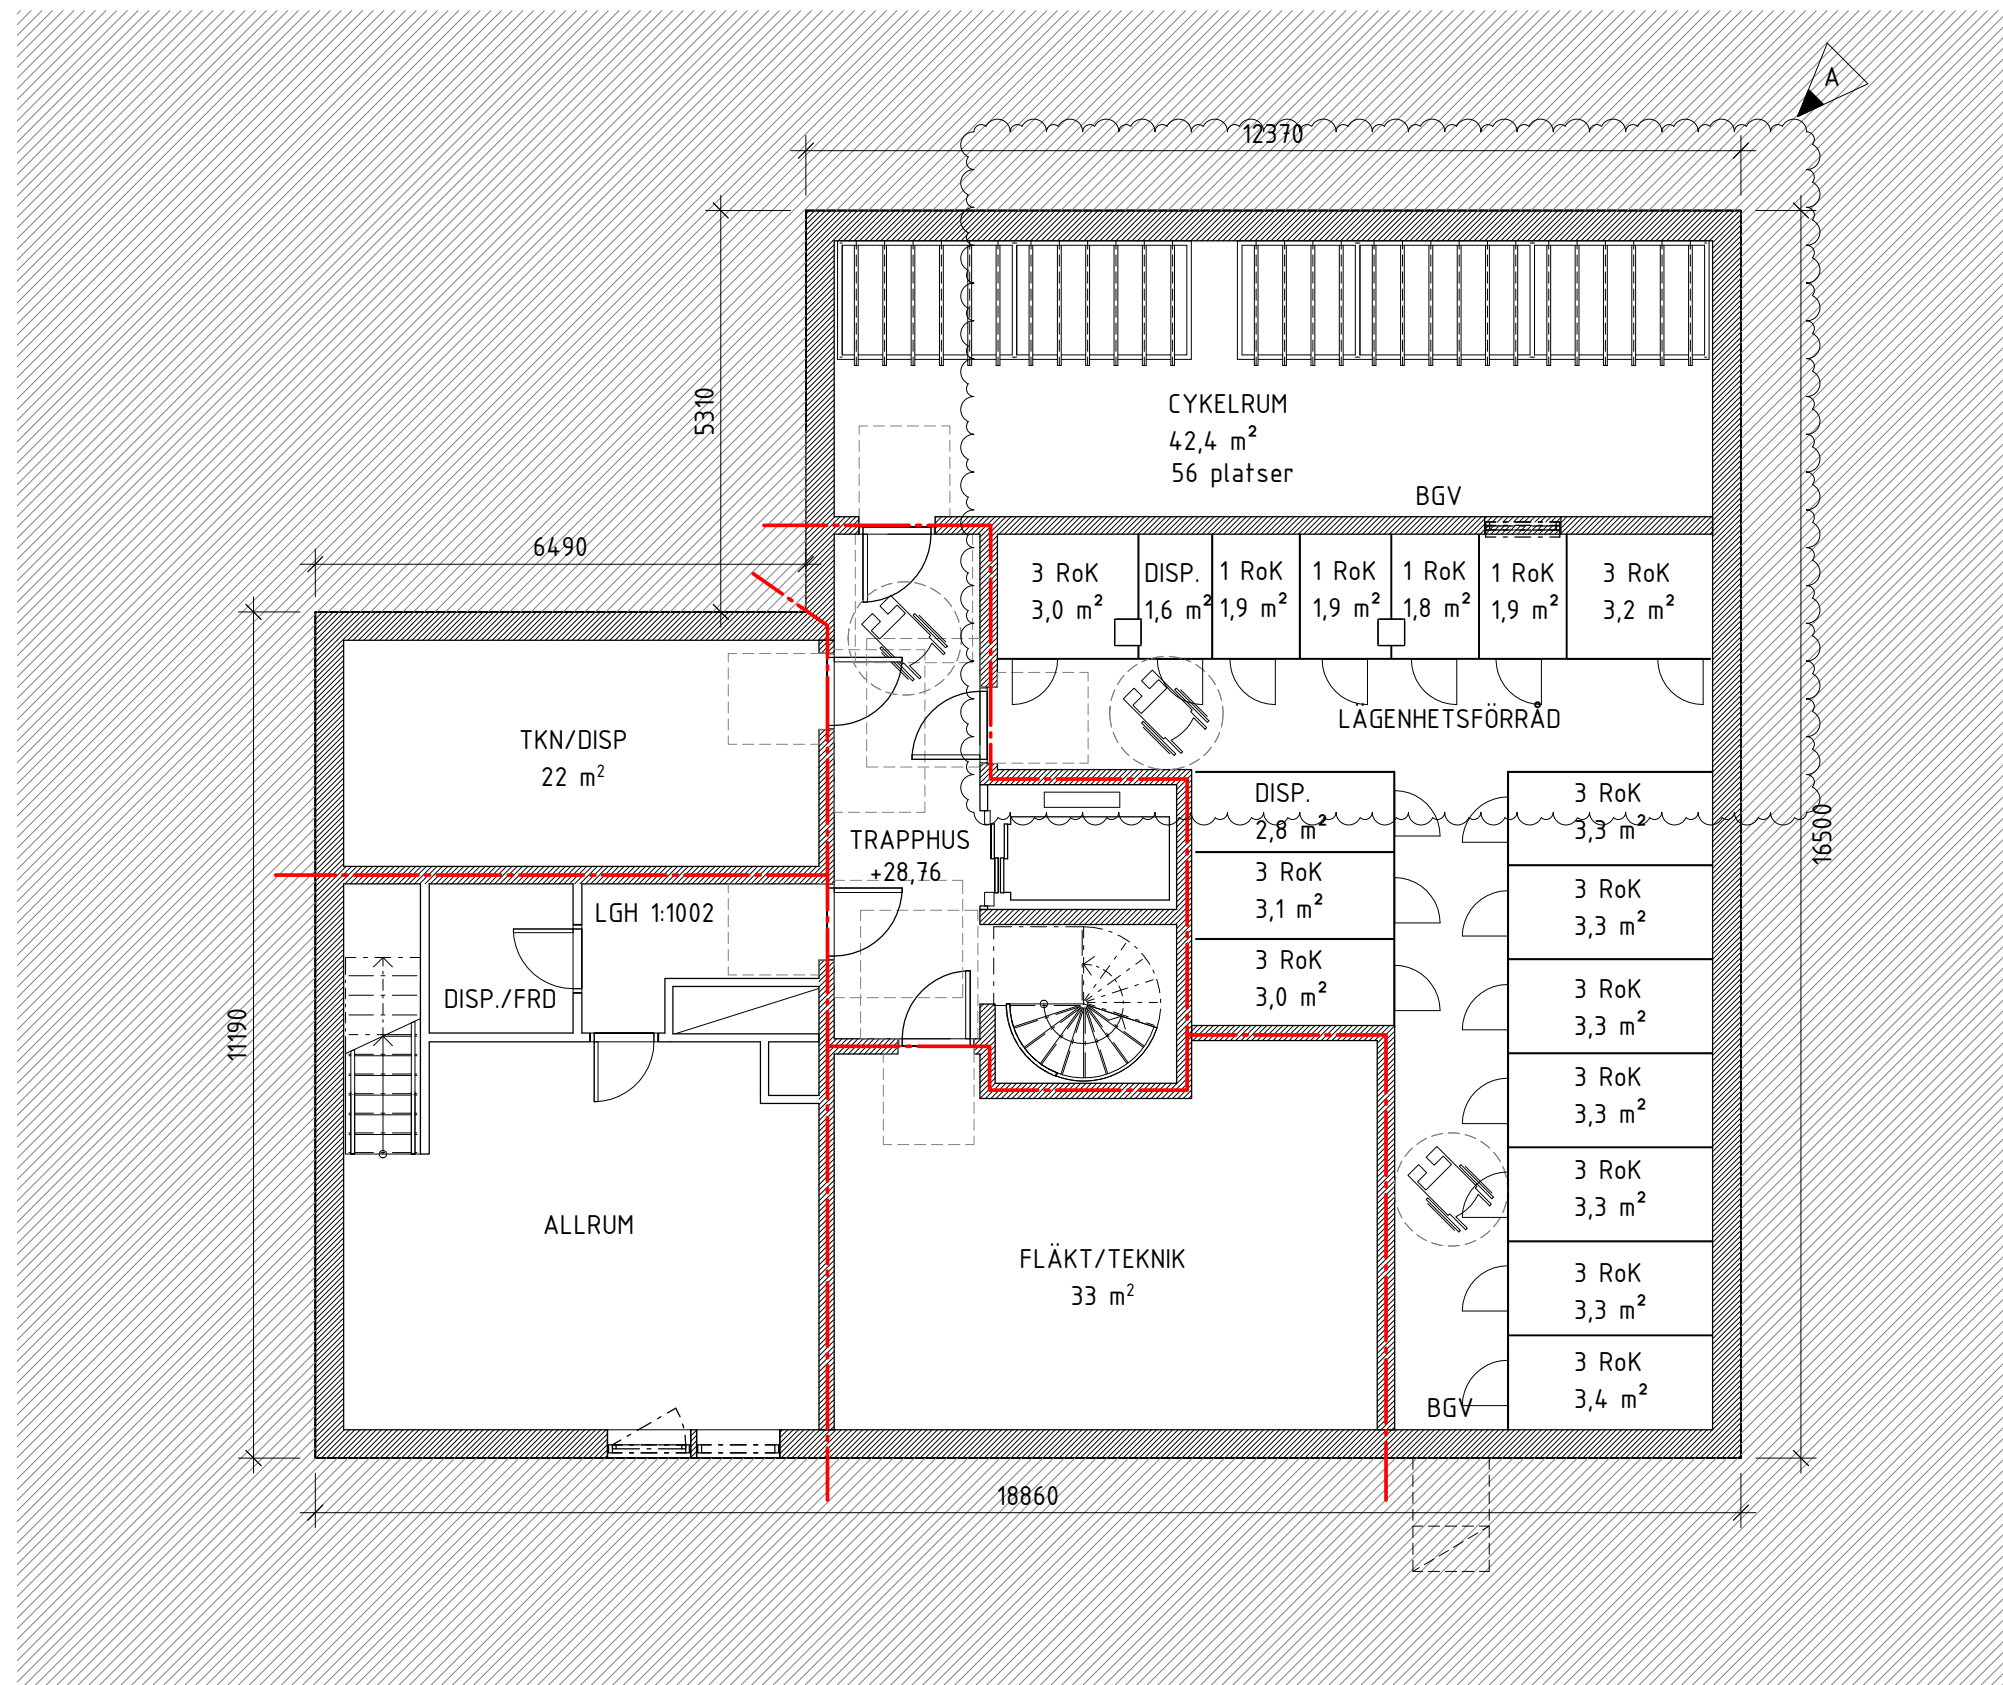 A
12370
5310
CYKELRUM
42,4 m²
56 platser
BGV
6490
3 RoK
3,0 m²
DISP.
1,6 m²
1 RoK
1,9 m²
1 RoK
1,9 m²
1 RoK
1,8 m²
1 RoK
1,9 m²
3 RoK
3,2 m²
LÄGENHETSFÖRRÅD
TKN/DISP
22 m²
TRAPPHUS
+28,76
DISP.
2,8 m²
3 RoK
3,1 m²
3 RoK
3,0 m²
3 RoK
3,3 m²
16500
3 RoK
3,3 m²
3 RoK
3,3 m²
3 RoK
3,3 m²
3 RoK
3,3 m²
3 RoK
3,3 m²
3 RoK
3,4 m²
LGH 1:1002
DISP./FRD
11190
ALLRUM
FLÄKT/TEKNIK
33 m²
BGV
18860